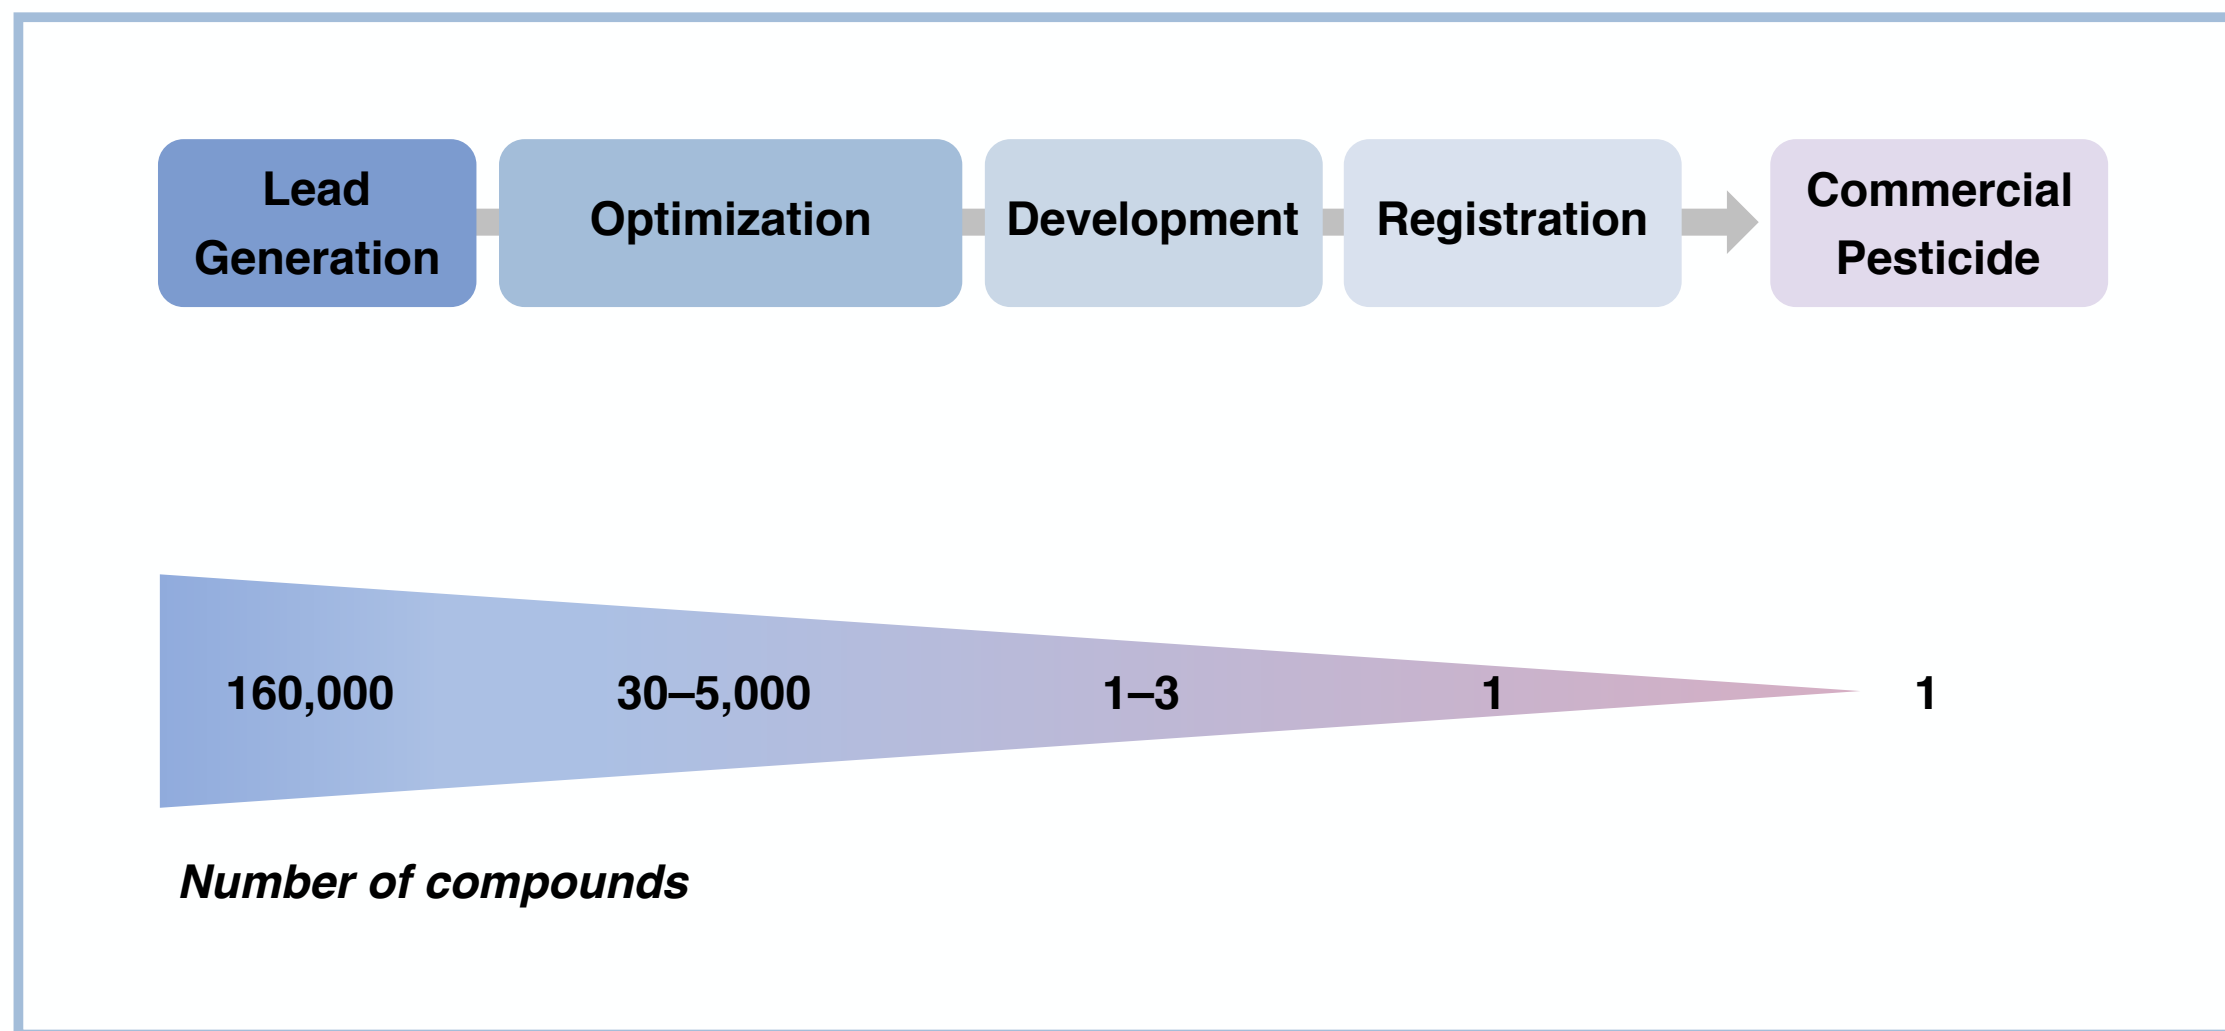 Lead
Generation
Optimization
Development
Registration
Commercial
Pesticide
160,000
30–5,000
1–3
1
1
Number of compounds